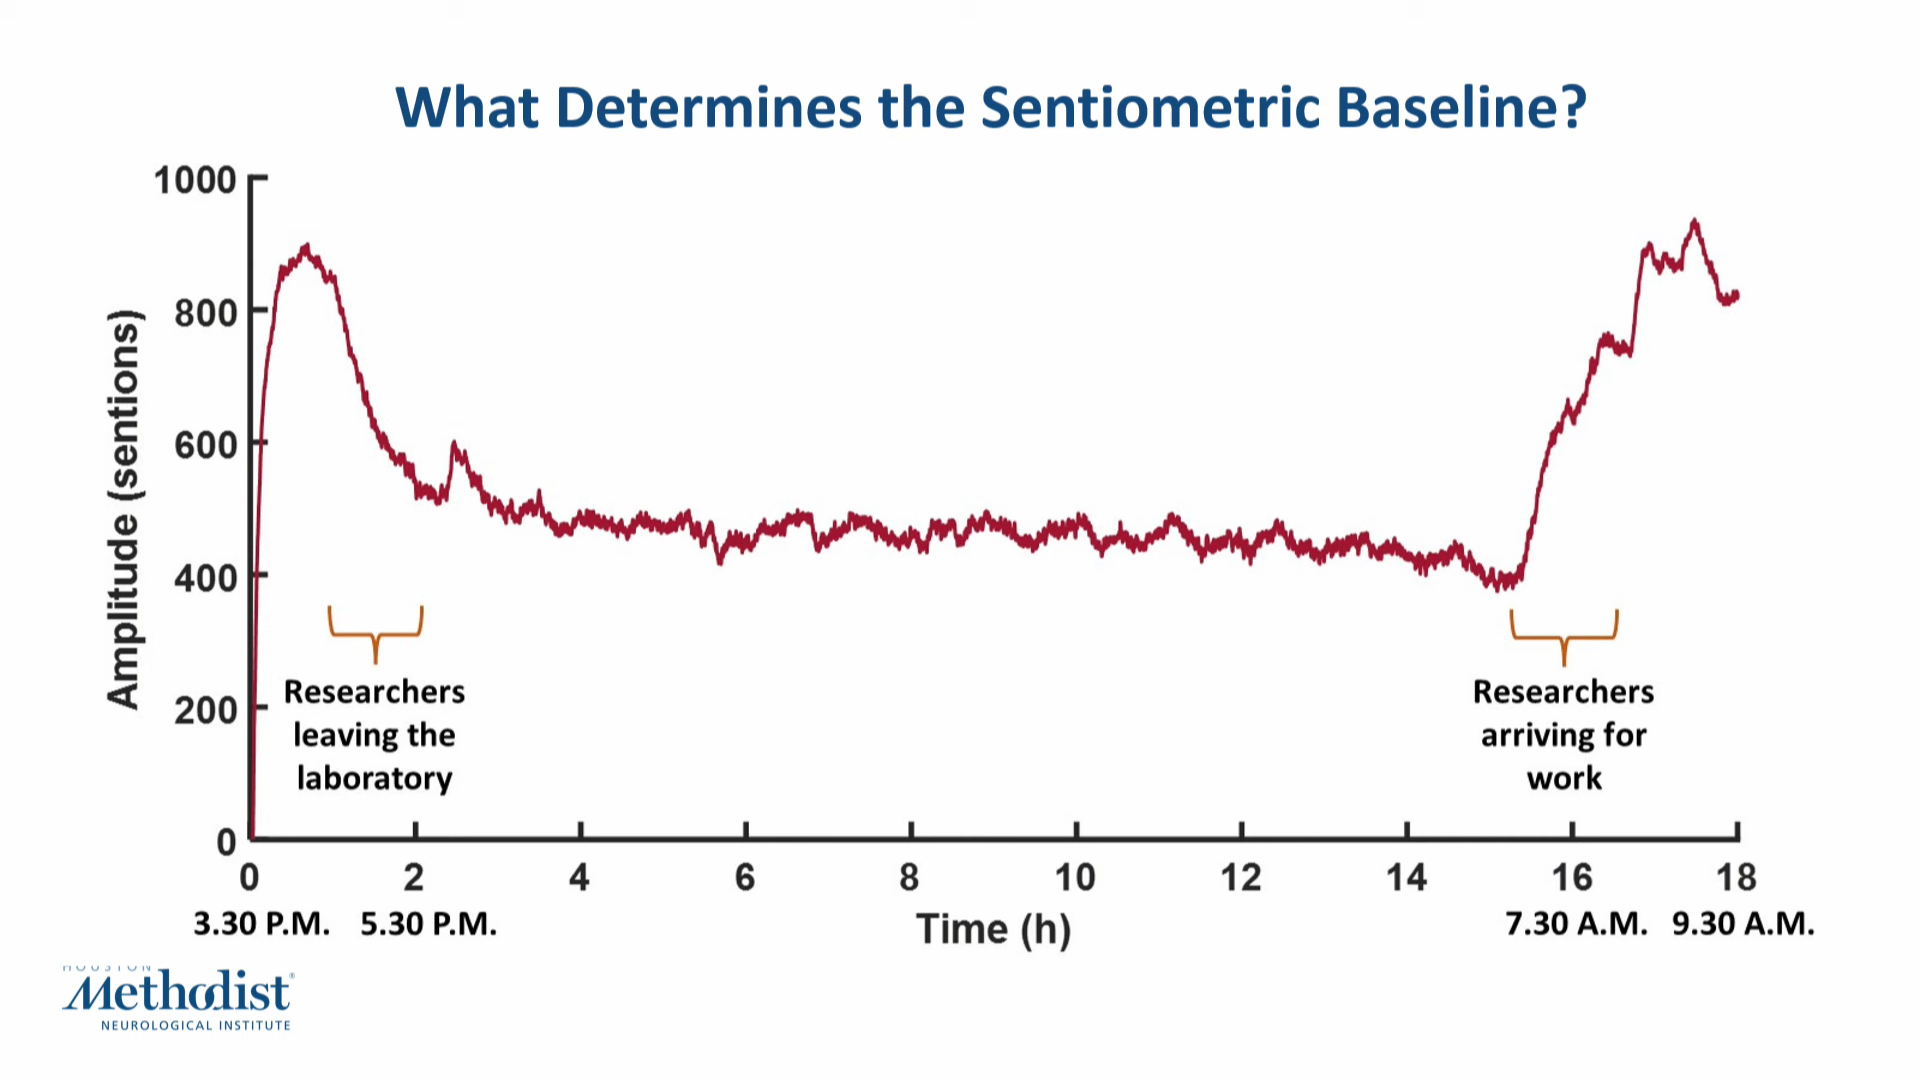 What Determines the Sentiometric Baseline?
1000
800
600
400
200
0
Amplitude (sentions)
Researchers
leaving the
laboratory
Researchers
arriving for
work
0 2 4 6 8 10 12 14 16 18
3.30 P.M. 5.30 P.M. 7.30 A.M. 9.30 A.M.
Time (h)
HOUSTON
Methodist®
NEUROLOGICAL INSTITUTE